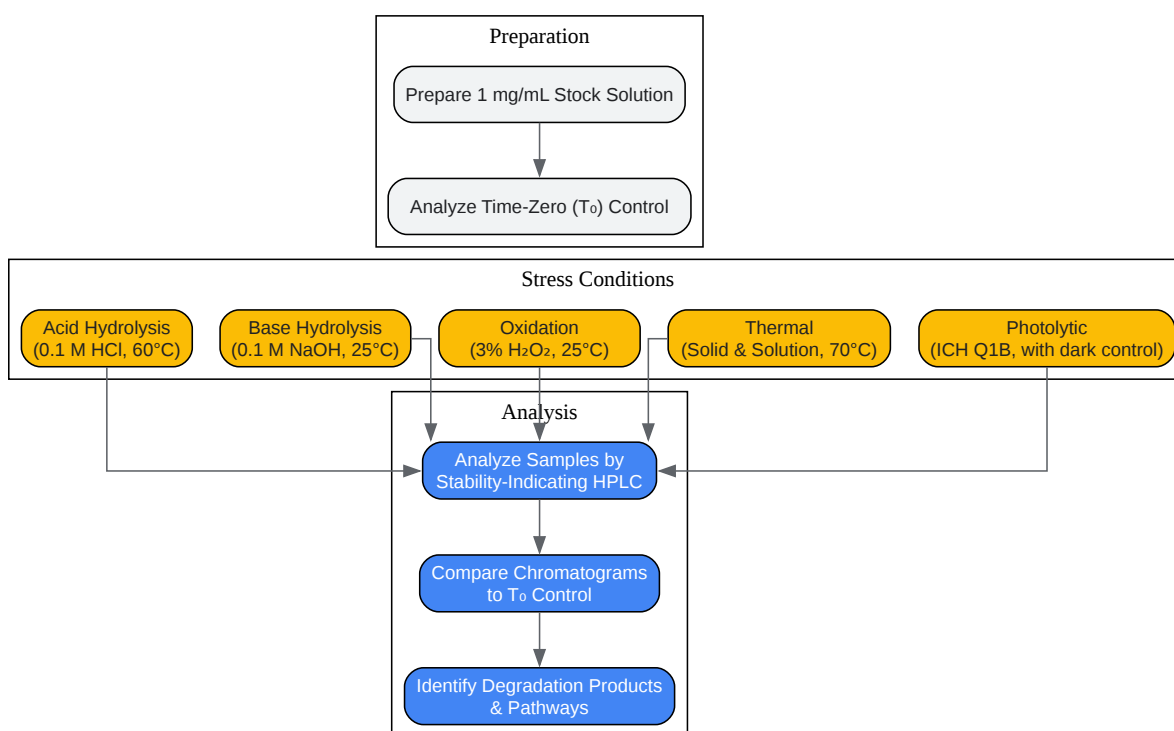 Preparation
Prepare 1 mg/mL Stock Solution
Analyze Time-Zero (T₀) Control
Stress Conditions
Acid Hydrolysis
(0.1 M HCl, 60°C)
Base Hydrolysis
(0.1 M NaOH, 25°C)
Oxidation
(3% H₂O₂, 25°C)
Thermal
(Solid & Solution, 70°C)
Photolytic
(ICH Q1B, with dark control)
Analysis
Analyze Samples by
Stability-Indicating HPLC
Compare Chromatograms
to T₀ Control
Identify Degradation Products
& Pathways